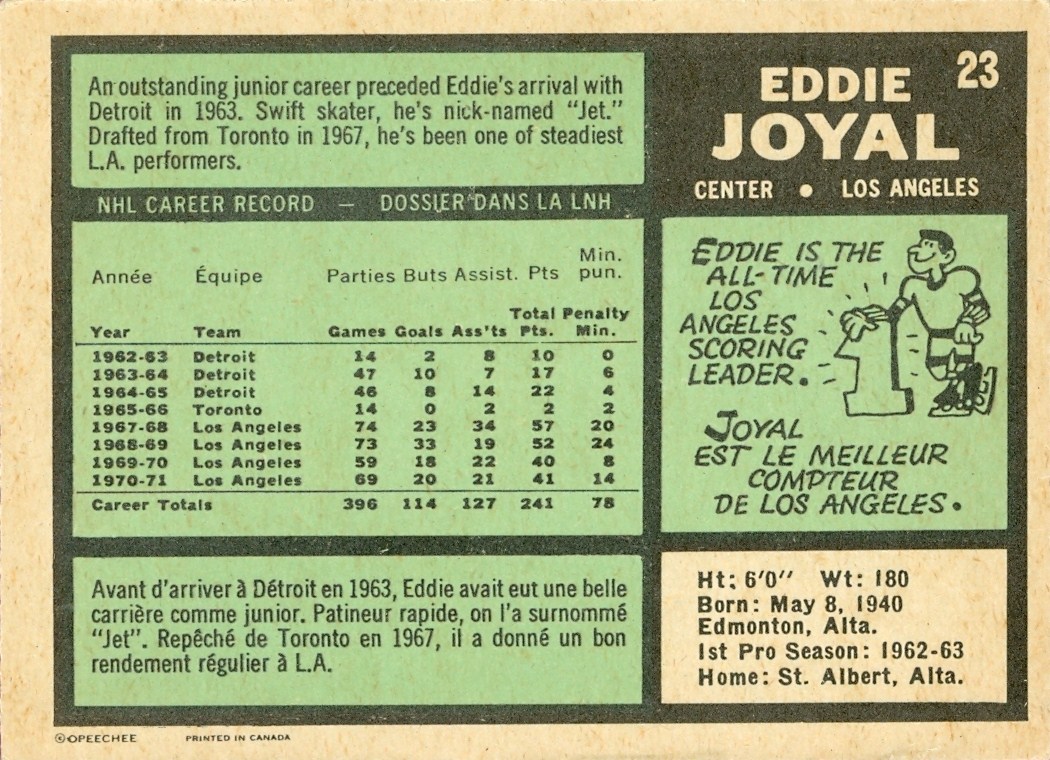 An outstanding junior career preceded Eddie's arrival with
Detroit in 1963. Swift skater, he's nick-named “Jet.”
Drafted from Toronto in 1967, he's been one of steadiest
L.A. performers.
EDDIE 23
JOYAL
CENTER • LOS ANGELES
NHL CAREER RECORD — DOSSIER DANS LA LNH
Année Équipe Parties Buts Assist. Pts Min. pun.
Year Team Games Goals Ass'ts Total Pts. Penalty Min.
1962-63 Detroit 14 2 8 10 0
1963-64 Detroit 47 10 7 17 6
1964-65 Detroit 46 8 14 22 4
1965-66 Toronto 14 0 2 2 2
1967-68 Los Angeles 74 23 34 57 20
1968-69 Los Angeles 73 33 19 52 24
1969-70 Los Angeles 59 18 22 40 8
1970-71 Los Angeles 69 20 21 41 14
Career Totals 396 114 127 241 78
EDDIE IS THE
ALL-TIME
LOS
ANGELES
SCORING
LEADER.
1
JOYAL
EST LE MEILLEUR
COMPTEUR
DE LOS ANGELES.
Avant d'arriver à Détroit en 1963, Eddie avait eut une belle
carrière comme junior. Patineur rapide, on l'a surnommé
“Jet”. Repêché de Toronto en 1967, il a donné un bon
rendement régulier à L.A.
Ht: 6'0'' Wt: 180
Born: May 8, 1940
Edmonton, Alta.
1st Pro Season: 1962-63
Home: St. Albert, Alta.
©OPEECHEE PRINTED IN CANADA